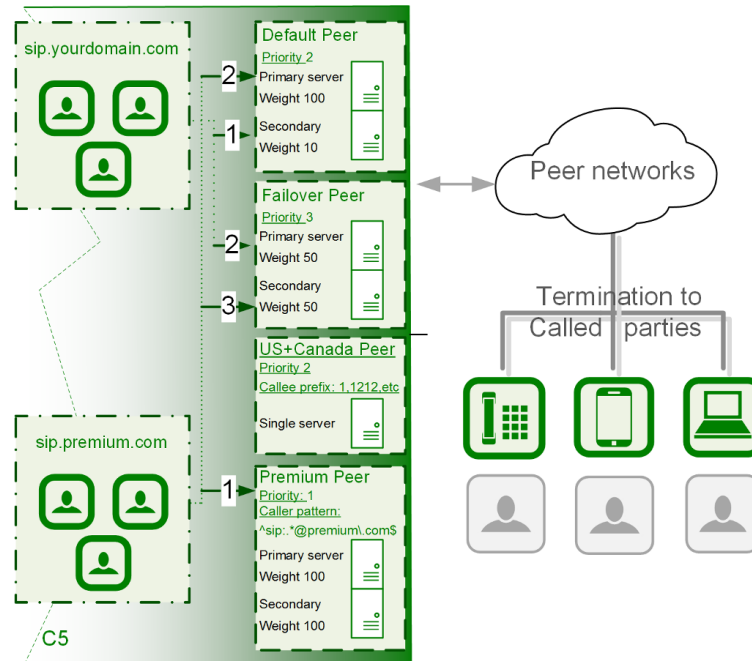 sip.yourdomain.com
Default Peer
Priority 2
Primary server
Weight 100
Secondary
Weight 10
2
1
Failover Peer
Priority 3
Primary server
Weight 50
Secondary
Weight 50
2
3
US+Canada Peer
Priority 2
Callee prefix: 1,1212,etc
Single server
sip.premium.com
Premium Peer
Priority: 1
Caller pattern:
^sip:.*@premium\.com$
Primary server
Weight 100
Secondary
Weight 100
1
C5
Peer networks
Termination to
Called parties